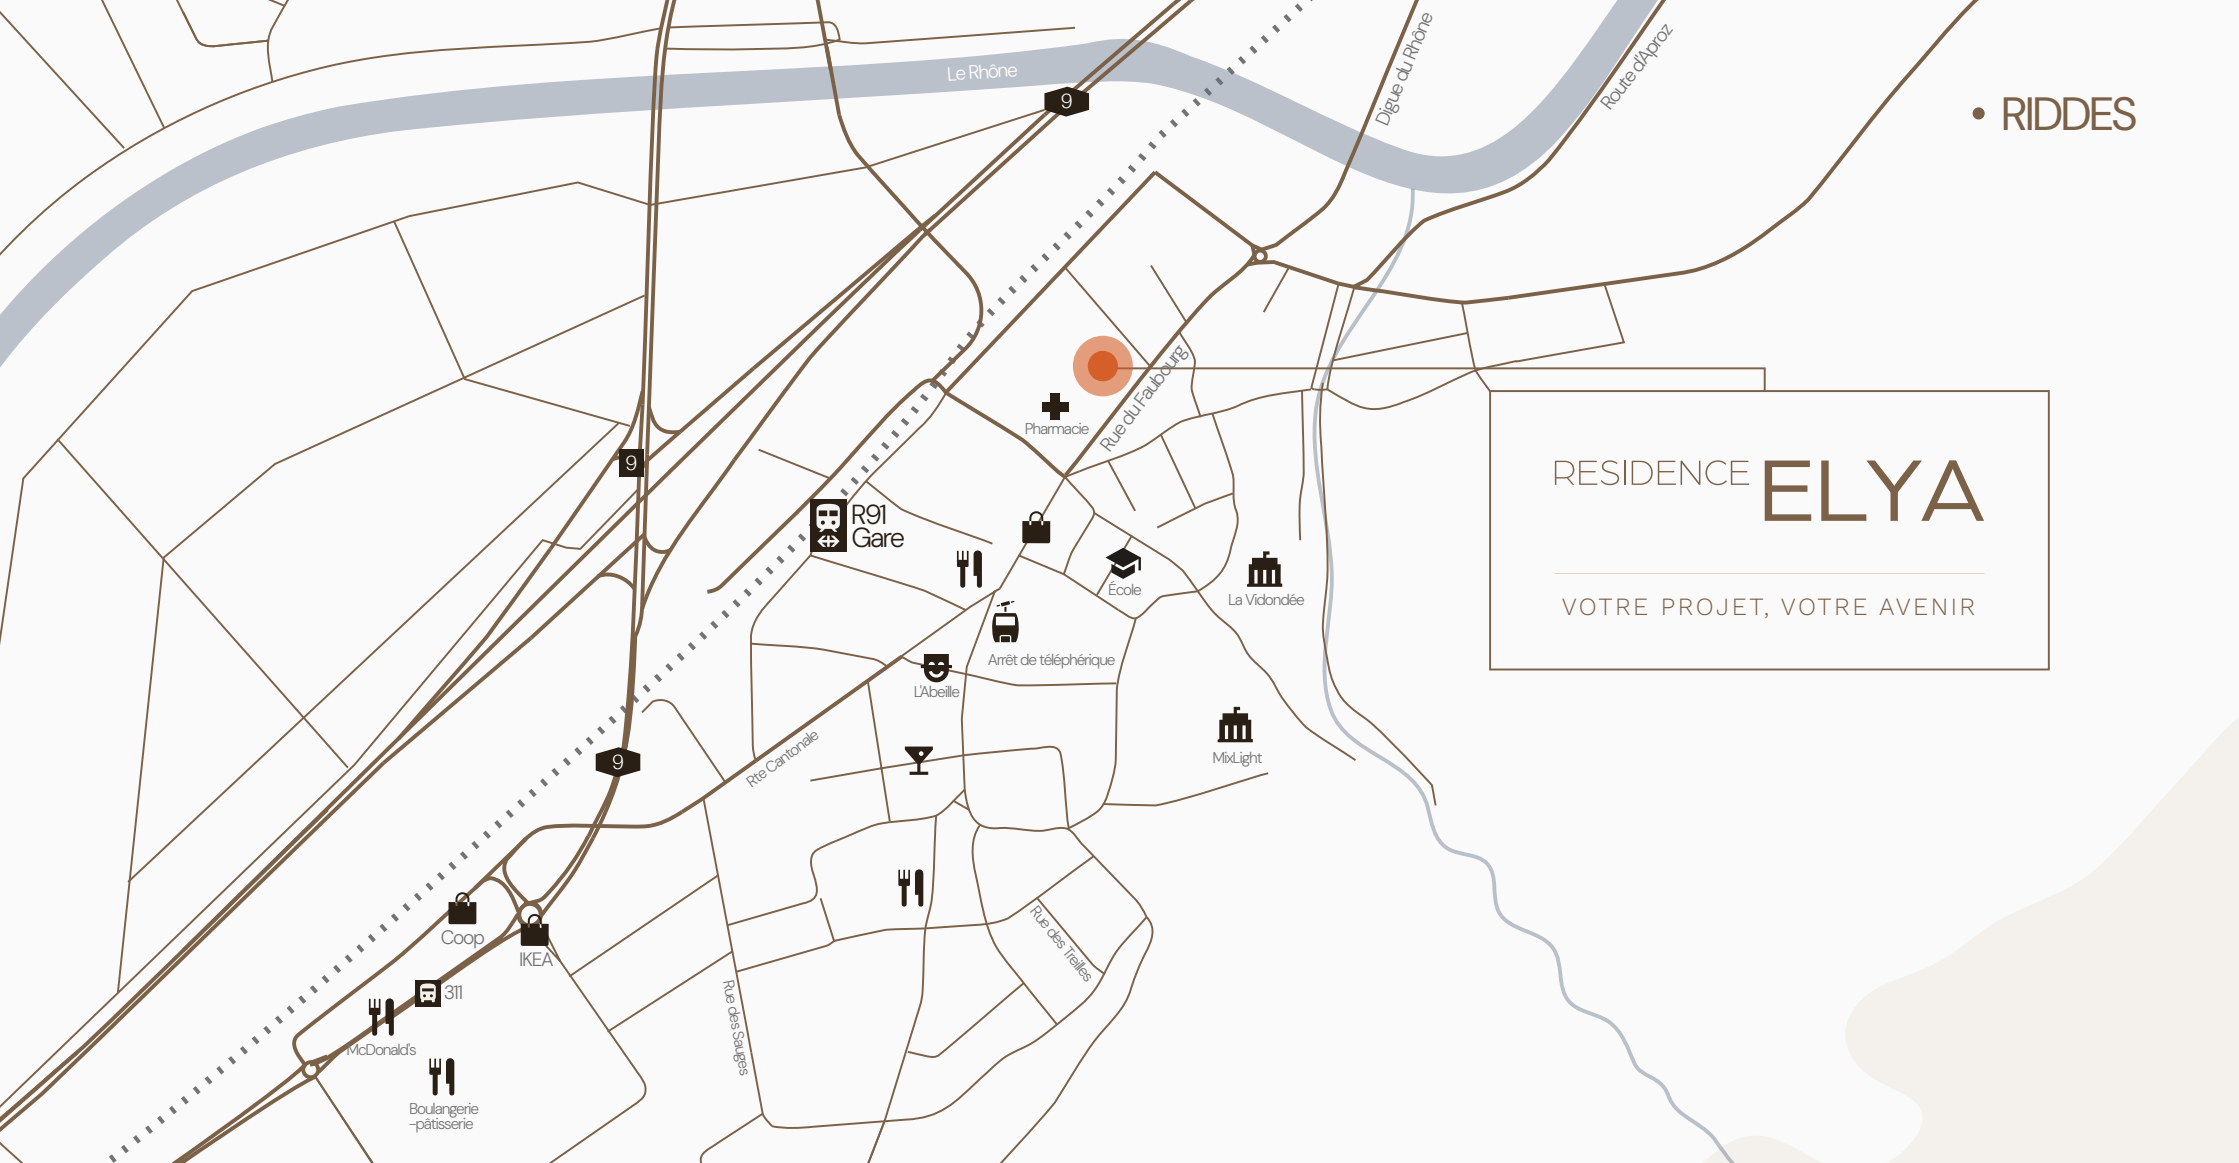 Le Rhône
9
Digue du Rhône
Route d'Aproz
• RIDDES
Pharmacie
Rue du Faubourg
9
RESIDENCE ELYA
VOTRE PROJET, VOTRE AVENIR
R91
Gare
École
La Vidondée
Arrêt de téléphérique
L'Abeille
Rte Cantonale
MixLight
9
Coop
IKEA
311
McDonald's
Boulangerie
-pâtisserie
Rue des Sauges
Rue des Treilles